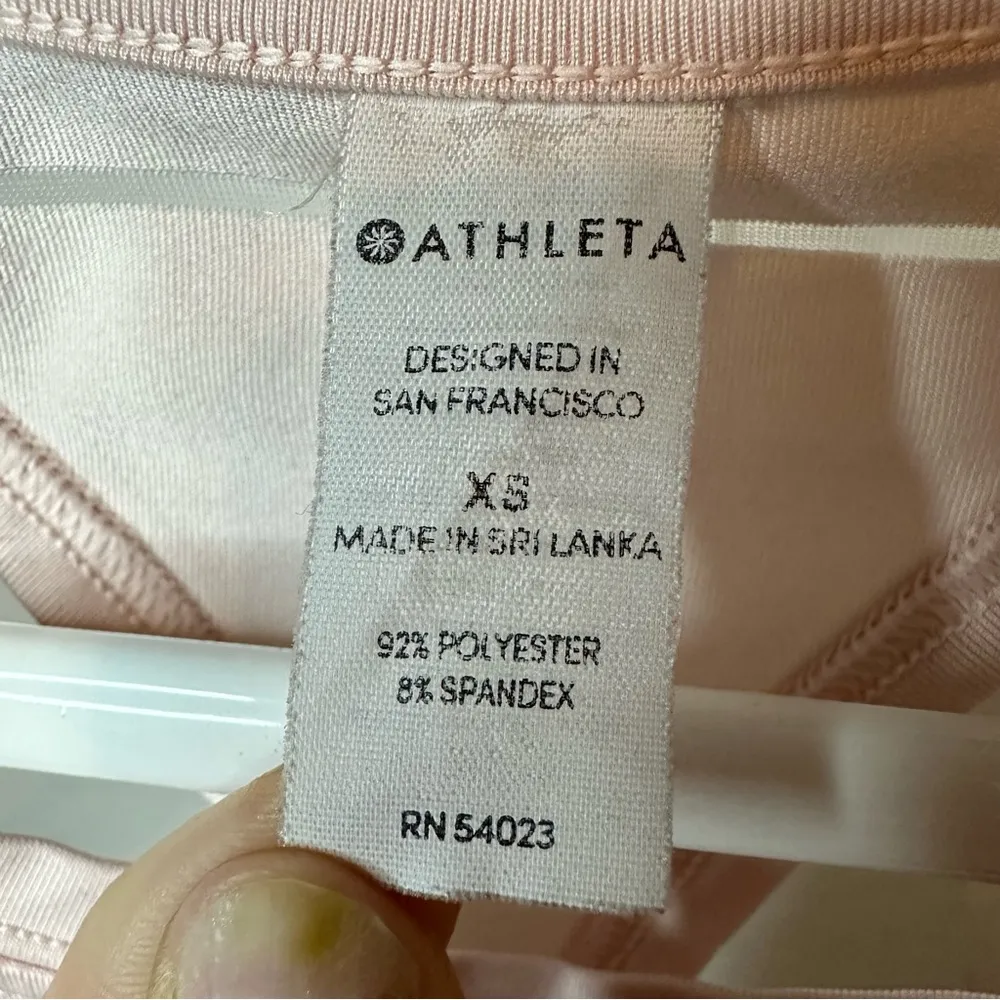 ATHLETA
DESIGNED IN
SAN FRANCISCO
XS
MADE IN SRI LANKA
92% POLYESTER
8% SPANDEX
RN 54023